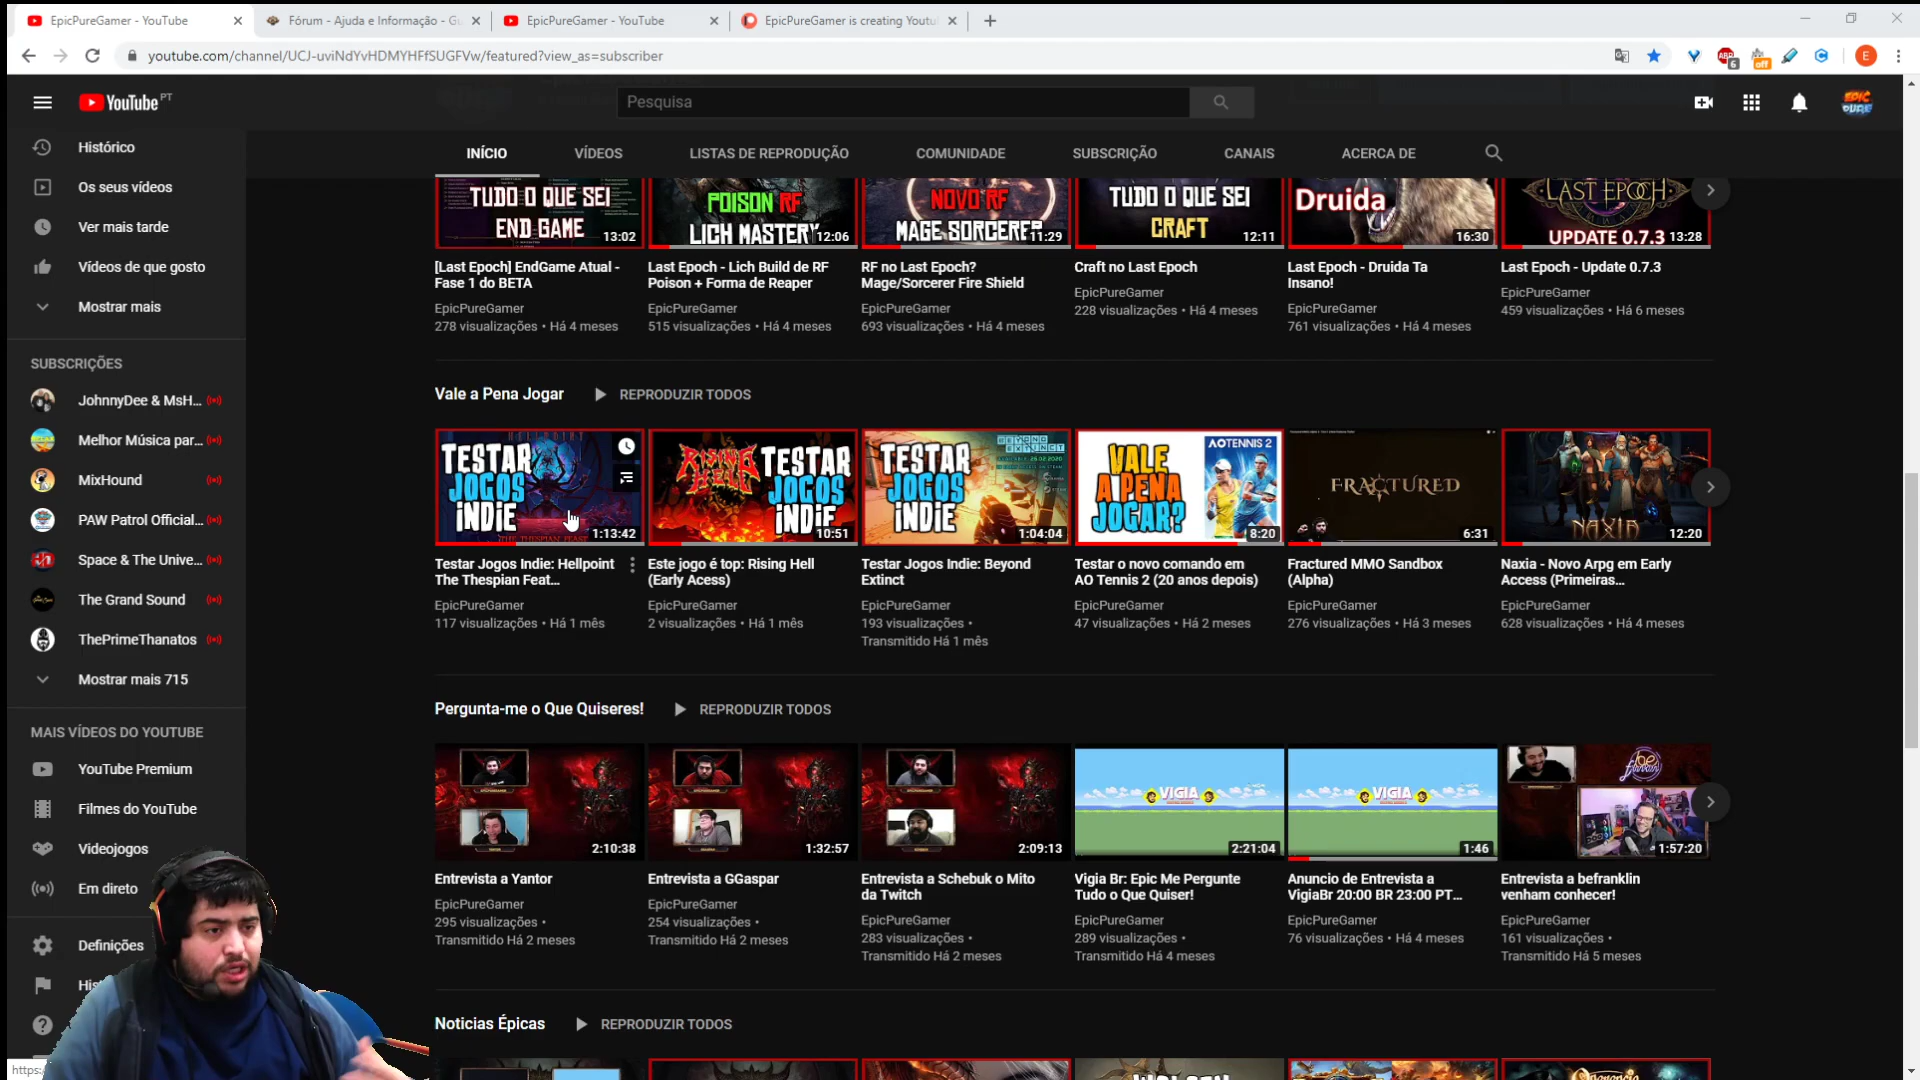 EpicPureGamer - YouTube
Fórum - Ajuda e Informação - Gu
EpicPureGamer - YouTube
EpicPureGamer is creating Youtu
youtube.com/channel/UCJ-uviNdYvHDMYHFfSUGFVw/featured?view_as=subscriber
ABP
6
off
E
YouTube PT
Pesquisa
EPIC PURE
Histórico
Os seus vídeos
Ver mais tarde
Vídeos de que gosto
Mostrar mais
SUBSCRIÇÕES
JohnnyDee & MsH...
Melhor Música par...
MixHound
PAW Patrol Official...
Space & The Unive...
The Grand Sound
ThePrimeThanatos
Mostrar mais 715
MAIS VÍDEOS DO YOUTUBE
YouTube Premium
Filmes do YouTube
Videojogos
Em direto
Definições
His
https:
INÍCIO
VÍDEOS
LISTAS DE REPRODUÇÃO
COMUNIDADE
SUBSCRIÇÃO
CANAIS
ACERCA DE
TUDO O QUE SEI
END GAME
13:02
POISON RF
LICH MASTERY
12:06
NOVO RF
MAGE SORCERER
11:29
TUDO O QUE SEI
CRAFT
12:11
Druida
16:30
LAST EPOCH
UPDATE 0.7.3
13:28
[Last Epoch] EndGame Atual -
Fase 1 do BETA
EpicPureGamer
278 visualizações • Há 4 meses
Last Epoch - Lich Build de RF
Poison + Forma de Reaper
EpicPureGamer
515 visualizações • Há 4 meses
RF no Last Epoch?
Mage/Sorcerer Fire Shield
EpicPureGamer
693 visualizações • Há 4 meses
Craft no Last Epoch
EpicPureGamer
228 visualizações • Há 4 meses
Last Epoch - Druida Ta
Insano!
EpicPureGamer
761 visualizações • Há 4 meses
Last Epoch - Update 0.7.3
EpicPureGamer
459 visualizações • Há 6 meses
Vale a Pena Jogar
REPRODUZIR TODOS
HELLPOINT
TESTAR
JOGOS
INDIE
THE THESPIAN FEAST
1:13:42
RISING HELL
TESTAR
JOGOS
INDIE
10:51
TESTAR
JOGOS
INDIE
BEYOND
EXTINCT
1:04:04
VALE
A PENA
JOGAR?
AOTENNIS 2
8:20
FRACTURED
6:31
NAXIA
12:20
Testar Jogos Indie: Hellpoint
The Thespian Feat...
EpicPureGamer
117 visualizações • Há 1 mês
Este jogo é top: Rising Hell
(Early Acess)
EpicPureGamer
2 visualizações • Há 1 mês
Testar Jogos Indie: Beyond
Extinct
EpicPureGamer
193 visualizações •
Transmitido Há 1 mês
Testar o novo comando em
AO Tennis 2 (20 anos depois)
EpicPureGamer
47 visualizações • Há 2 meses
Fractured MMO Sandbox
(Alpha)
EpicPureGamer
276 visualizações • Há 3 meses
Naxia - Novo Arpg em Early
Access (Primeiras...
EpicPureGamer
628 visualizações • Há 4 meses
Pergunta-me o Que Quiseres!
REPRODUZIR TODOS
2:10:38
1:32:57
2:09:13
VIGIA
2:21:04
VIGIA
1:46
befranklin
1:57:20
Entrevista a Yantor
EpicPureGamer
295 visualizações •
Transmitido Há 2 meses
Entrevista a GGaspar
EpicPureGamer
254 visualizações •
Transmitido Há 2 meses
Entrevista a Schebuk o Mito
da Twitch
EpicPureGamer
283 visualizações •
Transmitido Há 2 meses
Vigia Br: Epic Me Pergunte
Tudo o Que Quiser!
EpicPureGamer
289 visualizações •
Transmitido Há 4 meses
Anuncio de Entrevista a
VigiaBr 20:00 BR 23:00 PT...
EpicPureGamer
76 visualizações • Há 4 meses
Entrevista a befranklin
venham conhecer!
EpicPureGamer
161 visualizações •
Transmitido Há 5 meses
Noticias Épicas
REPRODUZIR TODOS